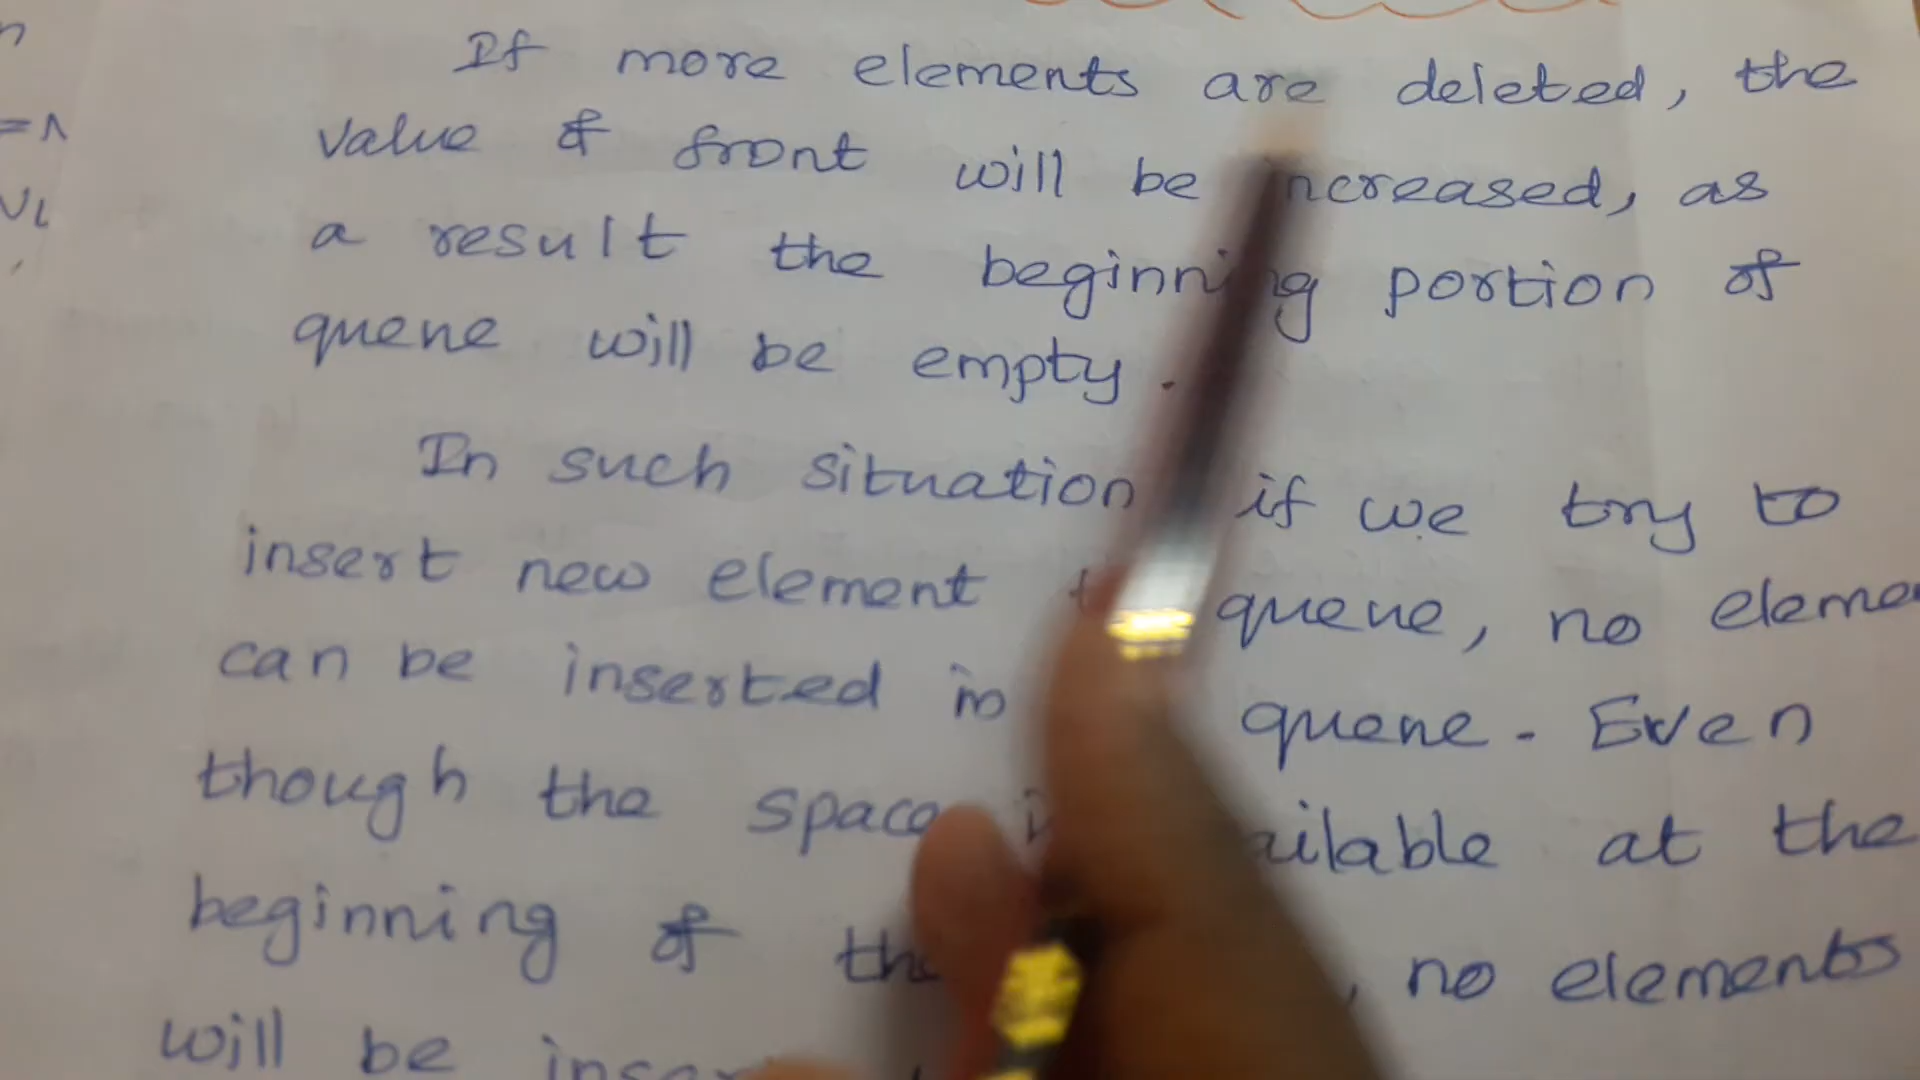 If more elements are deleted, the
value of front will be increased, as
a result the beginning portion of
queue will be empty.
In such situation if we try to
insert new element queue, no eleme
can be inserted in queue. Even
though the space at the
beginning of no elements
will be